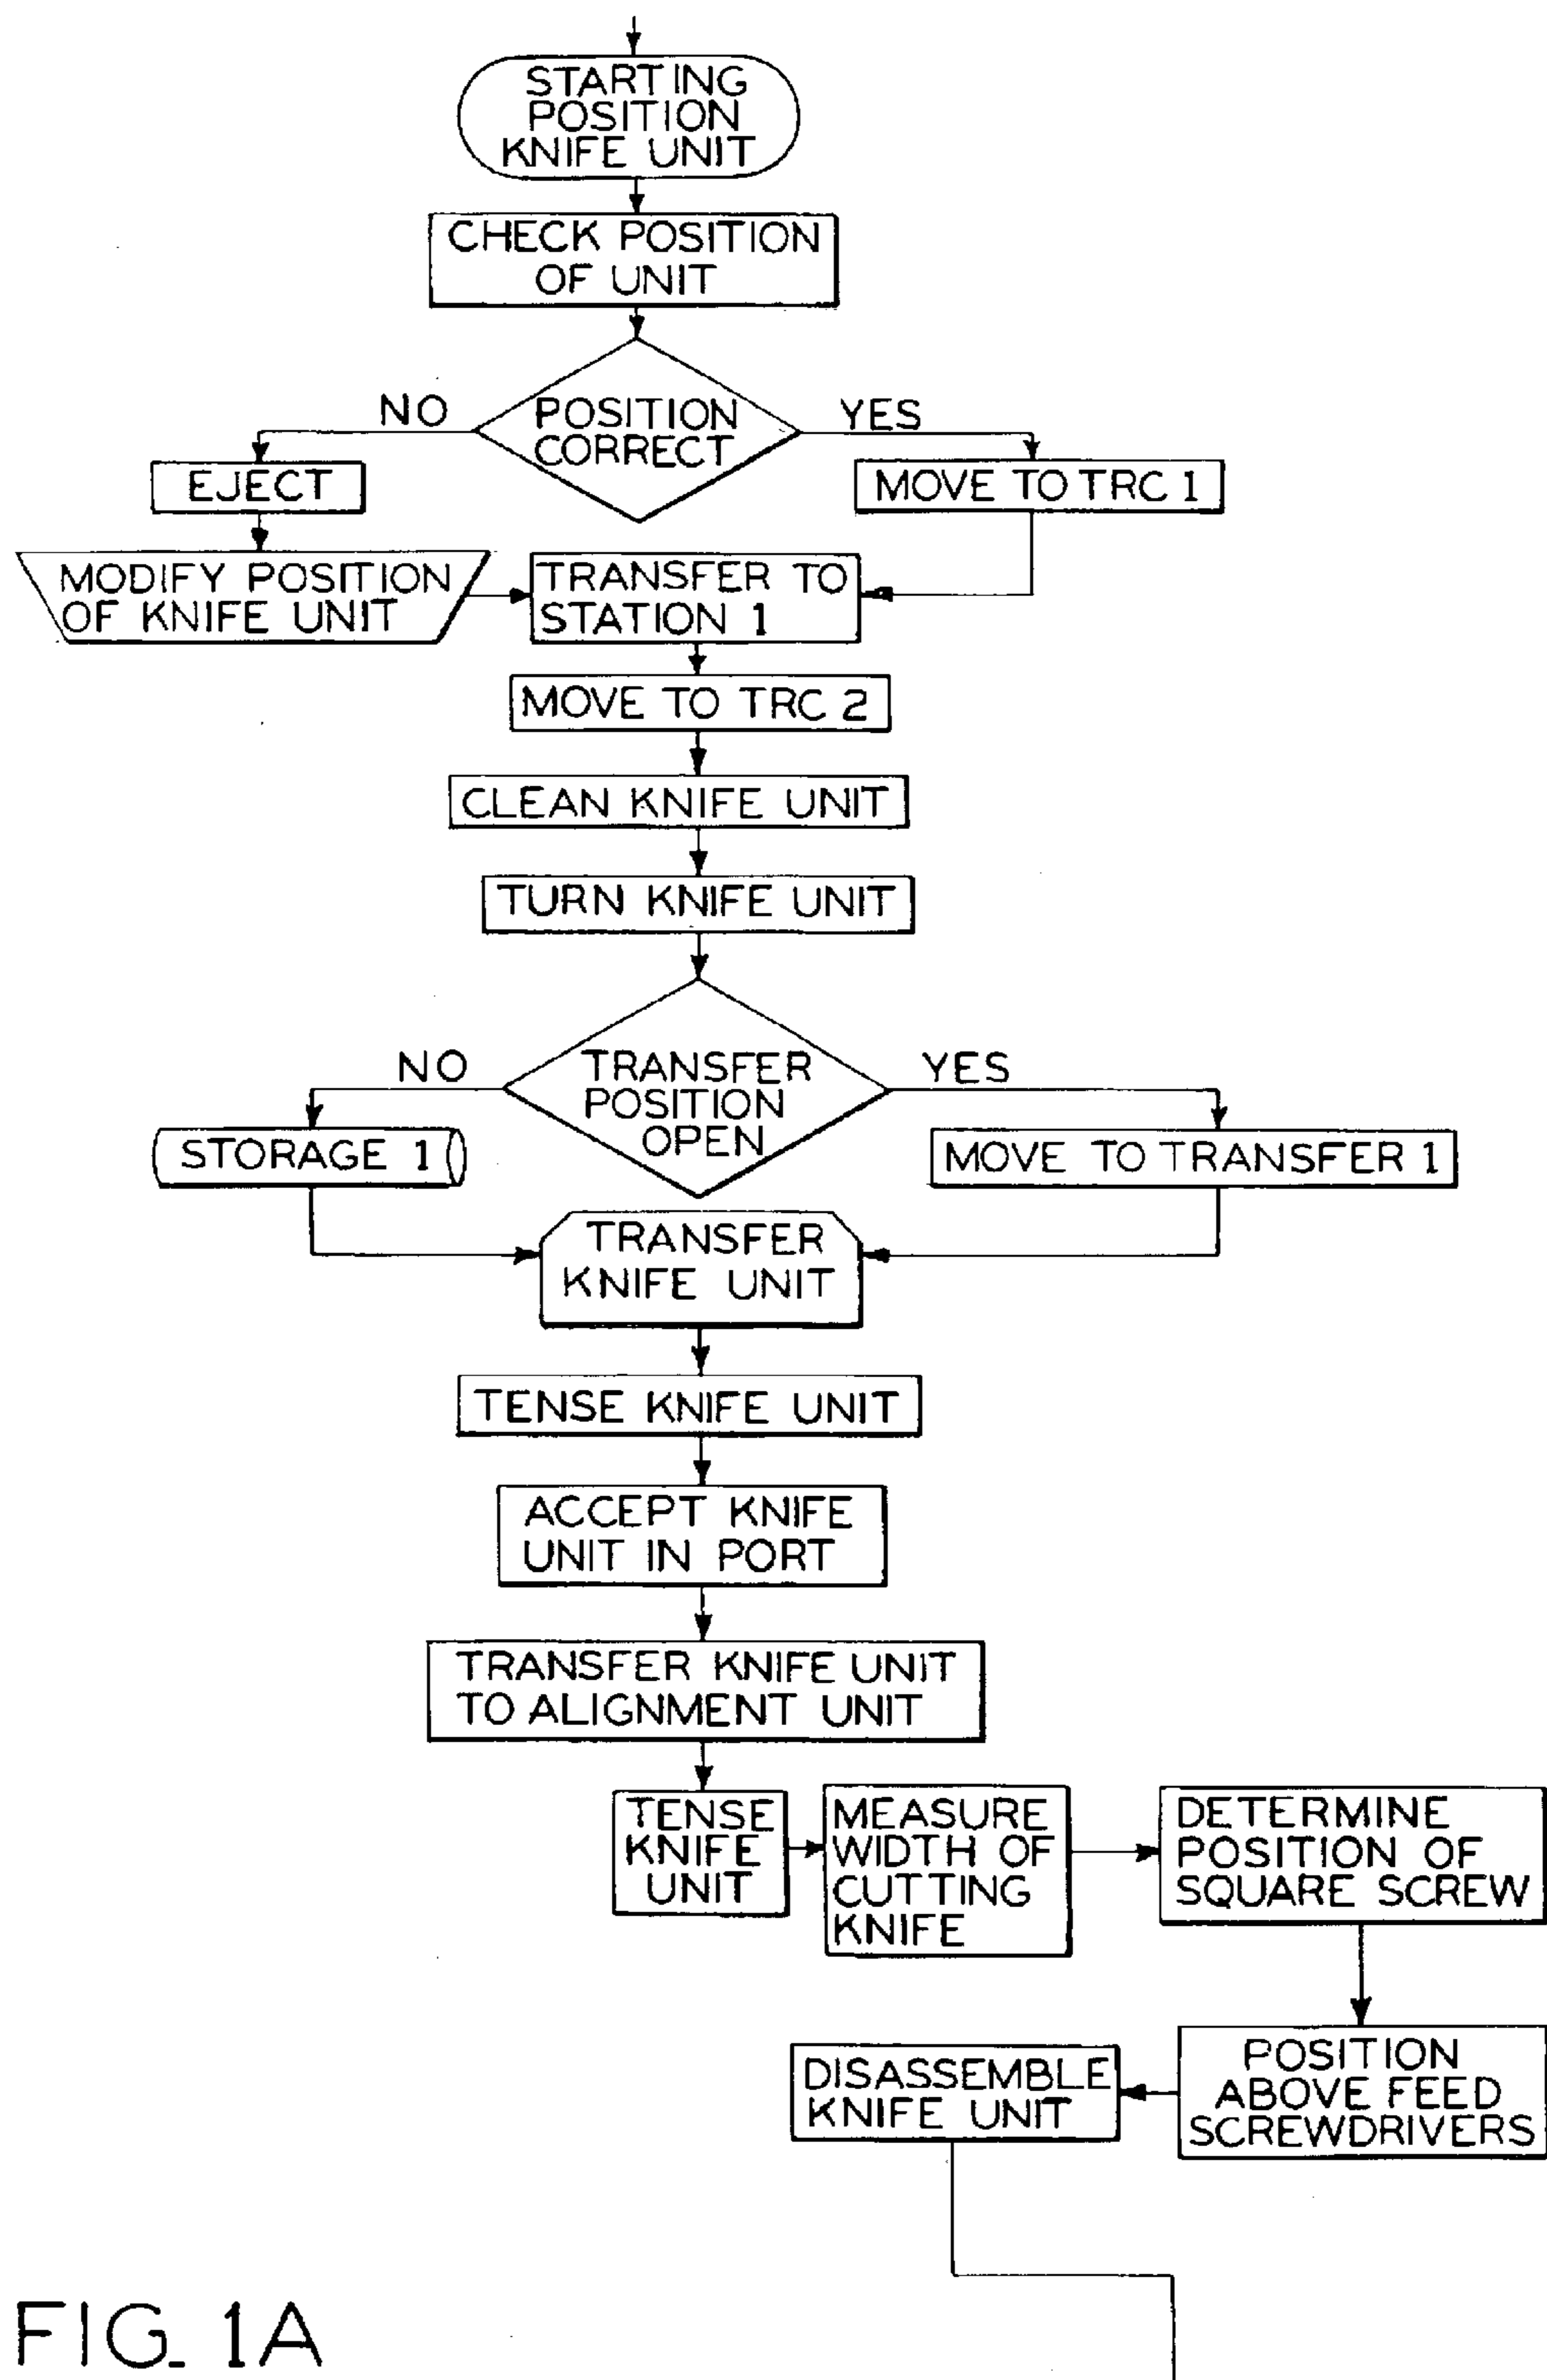 STARTING
POSITION
KNIFE UNIT
CHECK POSITION
OF UNIT
NO
POSITION
CORRECT
YES
EJECT
MOVE TO TRC 1
MODIFY POSITION
OF KNIFE UNIT
TRANSFER TO
STATION 1
MOVE TO TRC 2
CLEAN KNIFE UNIT
TURN KNIFE UNIT
NO
TRANSFER
POSITION
OPEN
YES
STORAGE 1
MOVE TO TRANSFER 1
TRANSFER
KNIFE UNIT
TENSE KNIFE UNIT
ACCEPT KNIFE
UNIT IN PORT
TRANSFER KNIFE UNIT
TO ALIGNMENT UNIT
TENSE
KNIFE
UNIT
MEASURE
WIDTH OF
CUTTING
KNIFE
DETERMINE
POSITION OF
SQUARE SCREW
POSITION
ABOVE FEED
SCREWDRIVERS
DISASSEMBLE
KNIFE UNIT
FIG. 1A